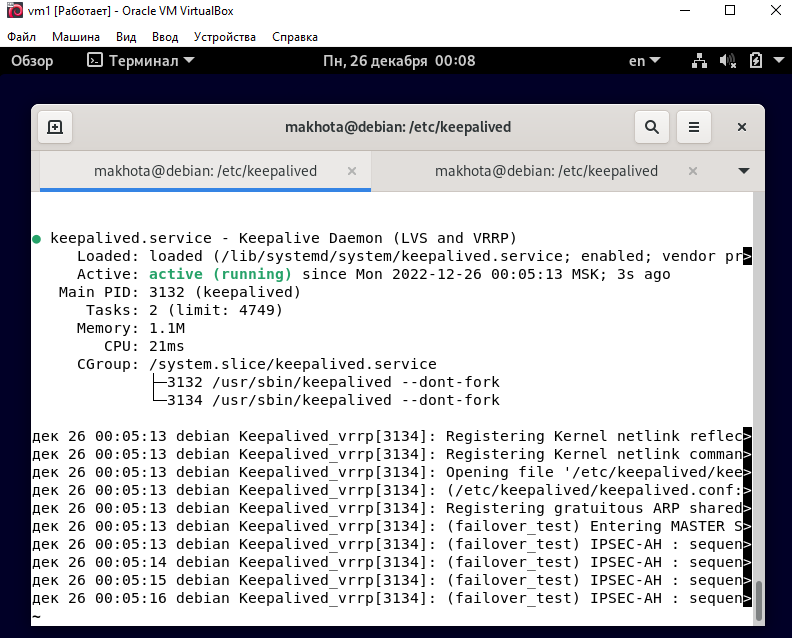 vm1 [Работает] - Oracle VM VirtualBox
Файл Машина Вид Ввод Устройства Справка
Обзор Терминал Пн, 26 декабря 00:08 en
makhota@debian: /etc/keepalived
makhota@debian: /etc/keepalived × makhota@debian: /etc/keepalived ×
● keepalived.service - Keepalive Daemon (LVS and VRRP)
Loaded: loaded (/lib/systemd/system/keepalived.service; enabled; vendor pr>
Active: active (running) since Mon 2022-12-26 00:05:13 MSK; 3s ago
Main PID: 3132 (keepalived)
Tasks: 2 (limit: 4749)
Memory: 1.1M
CPU: 21ms
CGroup: /system.slice/keepalived.service
├─3132 /usr/sbin/keepalived --dont-fork
└─3134 /usr/sbin/keepalived --dont-fork
дек 26 00:05:13 debian Keepalived_vrrp[3134]: Registering Kernel netlink reflec>
дек 26 00:05:13 debian Keepalived_vrrp[3134]: Registering Kernel netlink comman>
дек 26 00:05:13 debian Keepalived_vrrp[3134]: Opening file '/etc/keepalived/kee>
дек 26 00:05:13 debian Keepalived_vrrp[3134]: (/etc/keepalived/keepalived.conf:>
дек 26 00:05:13 debian Keepalived_vrrp[3134]: Registering gratuitous ARP shared>
дек 26 00:05:13 debian Keepalived_vrrp[3134]: (failover_test) Entering MASTER S>
дек 26 00:05:13 debian Keepalived_vrrp[3134]: (failover_test) IPSEC-AH : sequen>
дек 26 00:05:14 debian Keepalived_vrrp[3134]: (failover_test) IPSEC-AH : sequen>
дек 26 00:05:15 debian Keepalived_vrrp[3134]: (failover_test) IPSEC-AH : sequen>
дек 26 00:05:16 debian Keepalived_vrrp[3134]: (failover_test) IPSEC-AH : sequen>
~